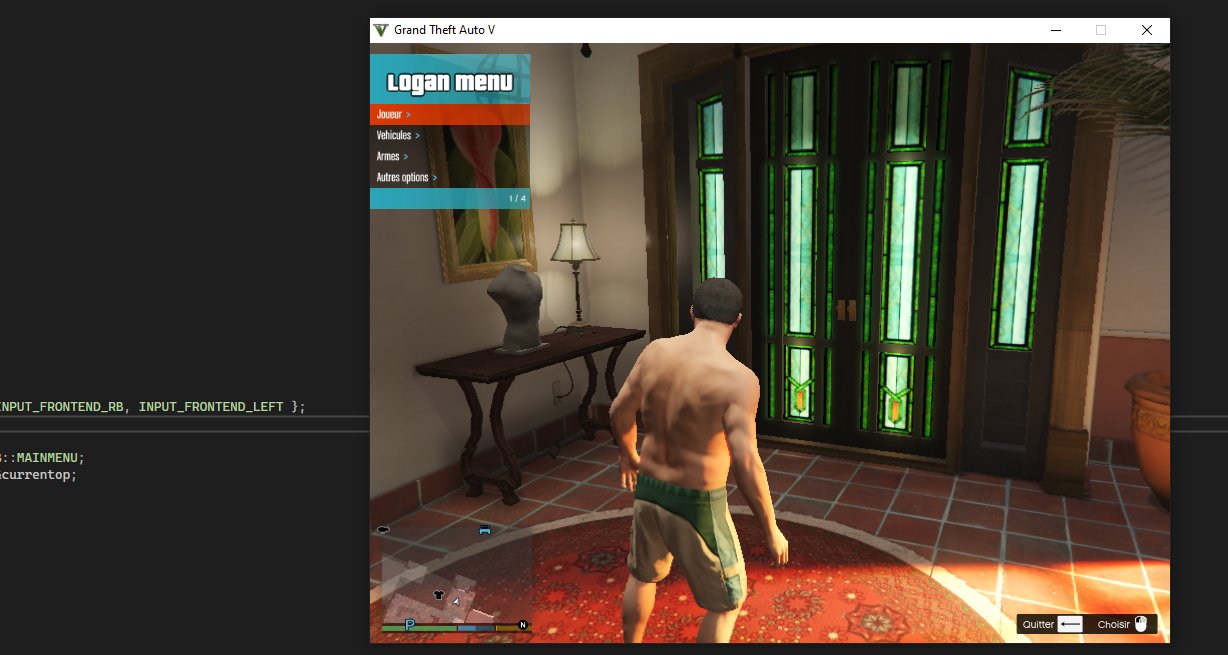 Grand Theft Auto V
Logan menu
Joueur >
Vehicules >
Armes >
Autres options >
1 / 4
INPUT_FRONTEND_RB, INPUT_FRONTEND_LEFT };
::MAINMENU;
currentop;
P
N
Quitter
Choisir